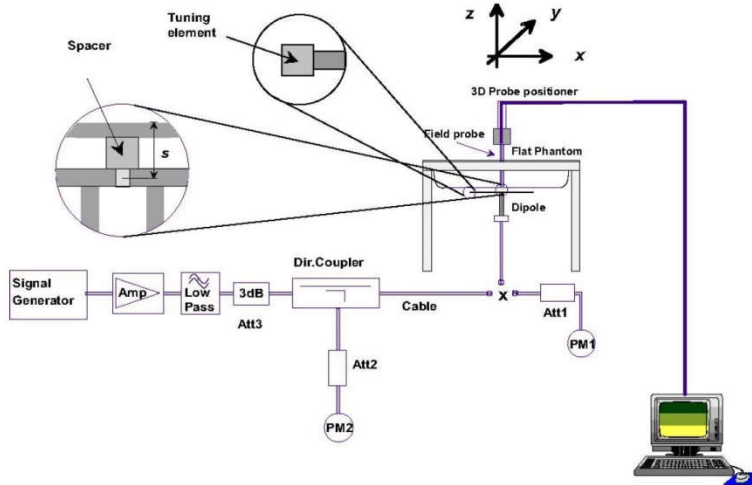 Tuning
element
Spacer
s
z
y
x
3D Probe positioner
Field probe
Flat Phantom
Dipole
Dir.Coupler
Signal
Generator
Amp
Low
Pass
3dB
Att3
Cable
x
Att1
PM1
Att2
PM2